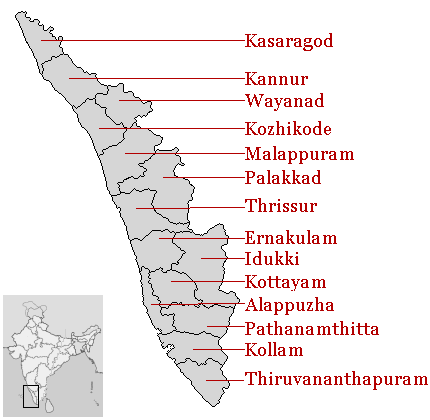 Kasaragod
Kannur
Wayanad
Kozhikode
Malappuram
Palakkad
Thrissur
Ernakulam
Idukki
Kottayam
Alappuzha
Pathanamthitta
Kollam
Thiruvananthapuram